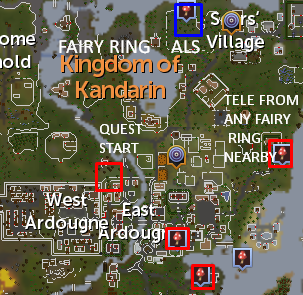 S rs'
Village
ome
hold
FAIRY RING ALS
Kingdom of
Kandarin
TELE FROM
ANY FAIRY
RING
NEARBY
QUEST
START
West
Ardougne
East
Ardoug